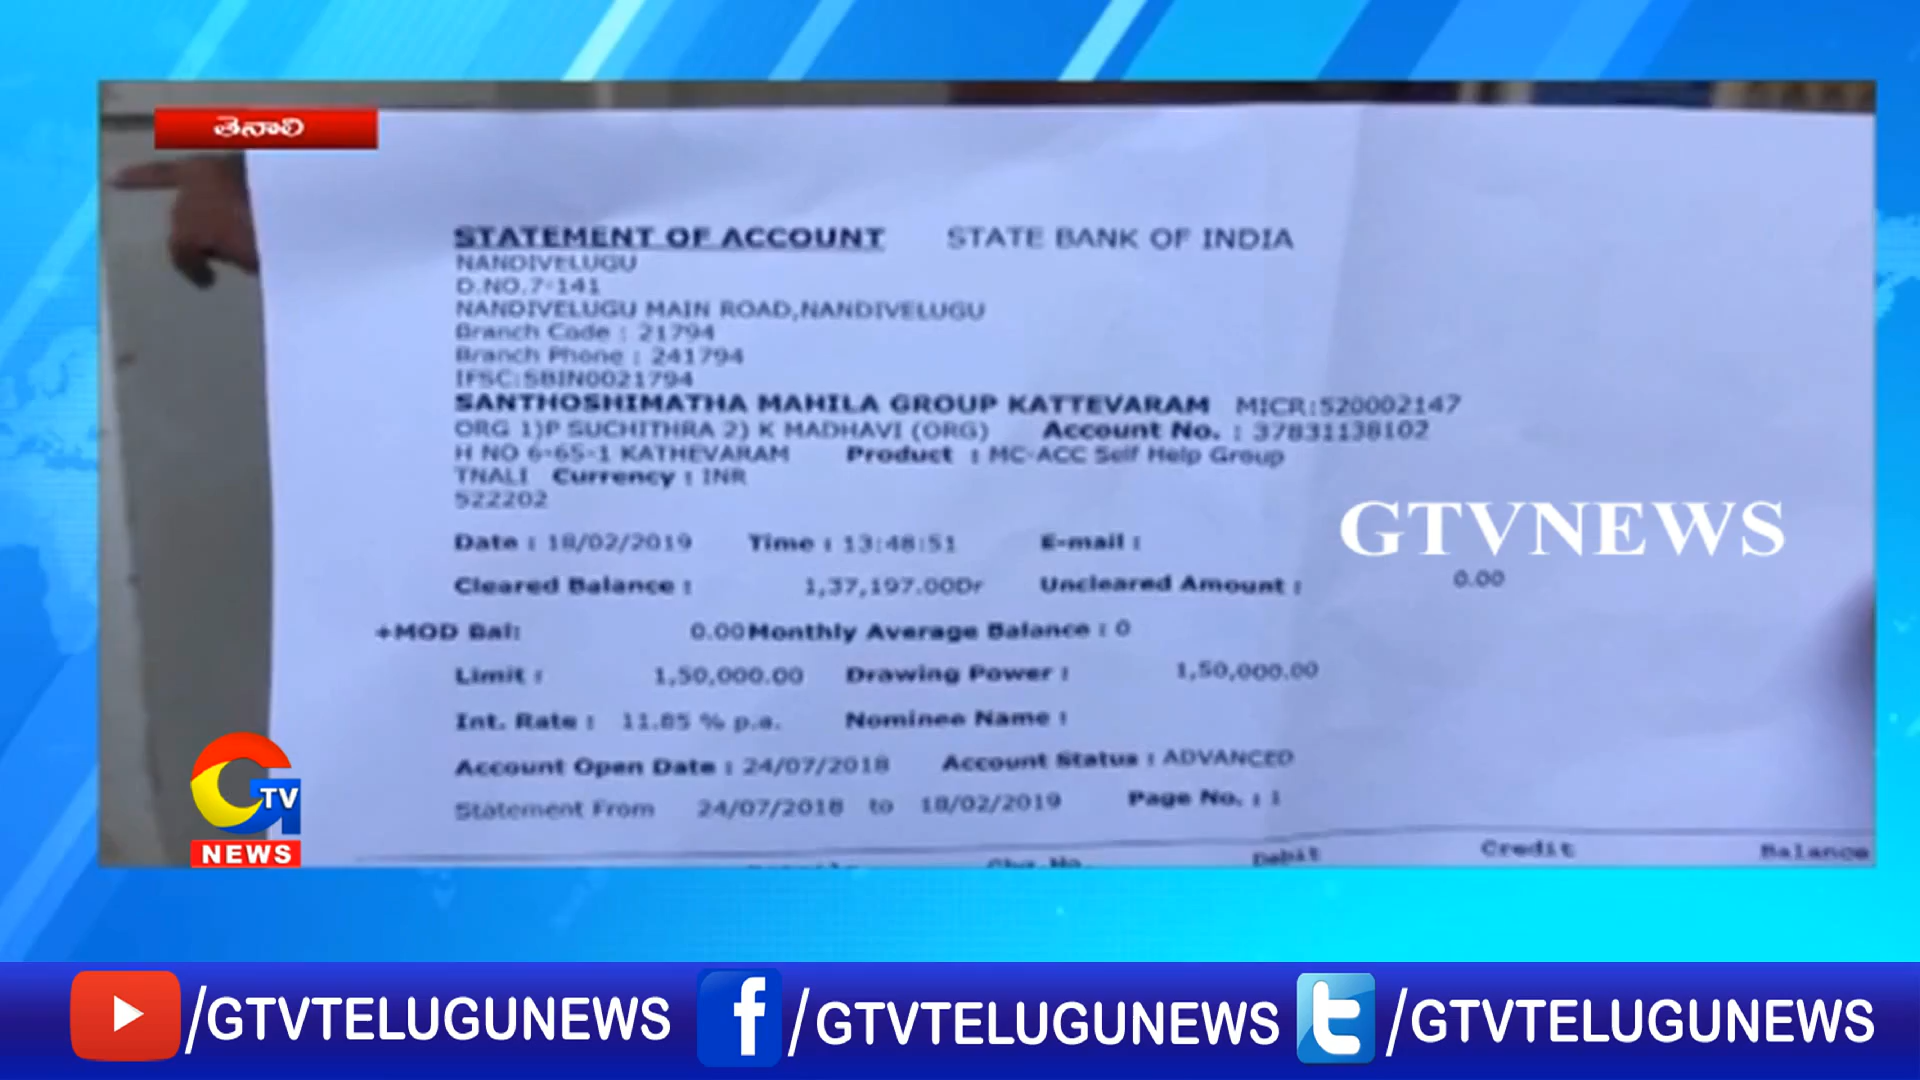 తెనాలి
STATEMENT OF ACCOUNT STATE BANK OF INDIA
NANDIVELUGU
D.NO.7-141
NANDIVELUGU MAIN ROAD,NANDIVELUGU
Branch Code : 21794
Branch Phone : 241794
IFSC:SBIN0021794
SANTHOSHIMATHA MAHILA GROUP KATTEVARAM MICR:520002147
ORG 1)P SUCHITHRA 2) K MADHAVI (ORG) Account No. : 37831138102
H NO 6-65-1 KATHEVARAM Product : MC-ACC Self Help Group
TNALI Currency : INR
522202
GTVNEWS
Date : 18/02/2019 Time : 13:48:51 E-mail :
Cleared Balance : 1,37,197.00Dr Uncleared Amount : 0.00
+MOD Bal: 0.00 Monthly Average Balance : 0
Limit : 1,50,000.00 Drawing Power : 1,50,000.00
Int. Rate : 11.85 % p.a. Nominee Name :
Account Open Date : 24/07/2018 Account Status : ADVANCED
Statement From 24/07/2018 to 18/02/2019 Page No. : 1
Debit Credit Balance
GTV
NEWS
/GTVTELUGUNEWS /GTVTELUGUNEWS /GTVTELUGUNEWS